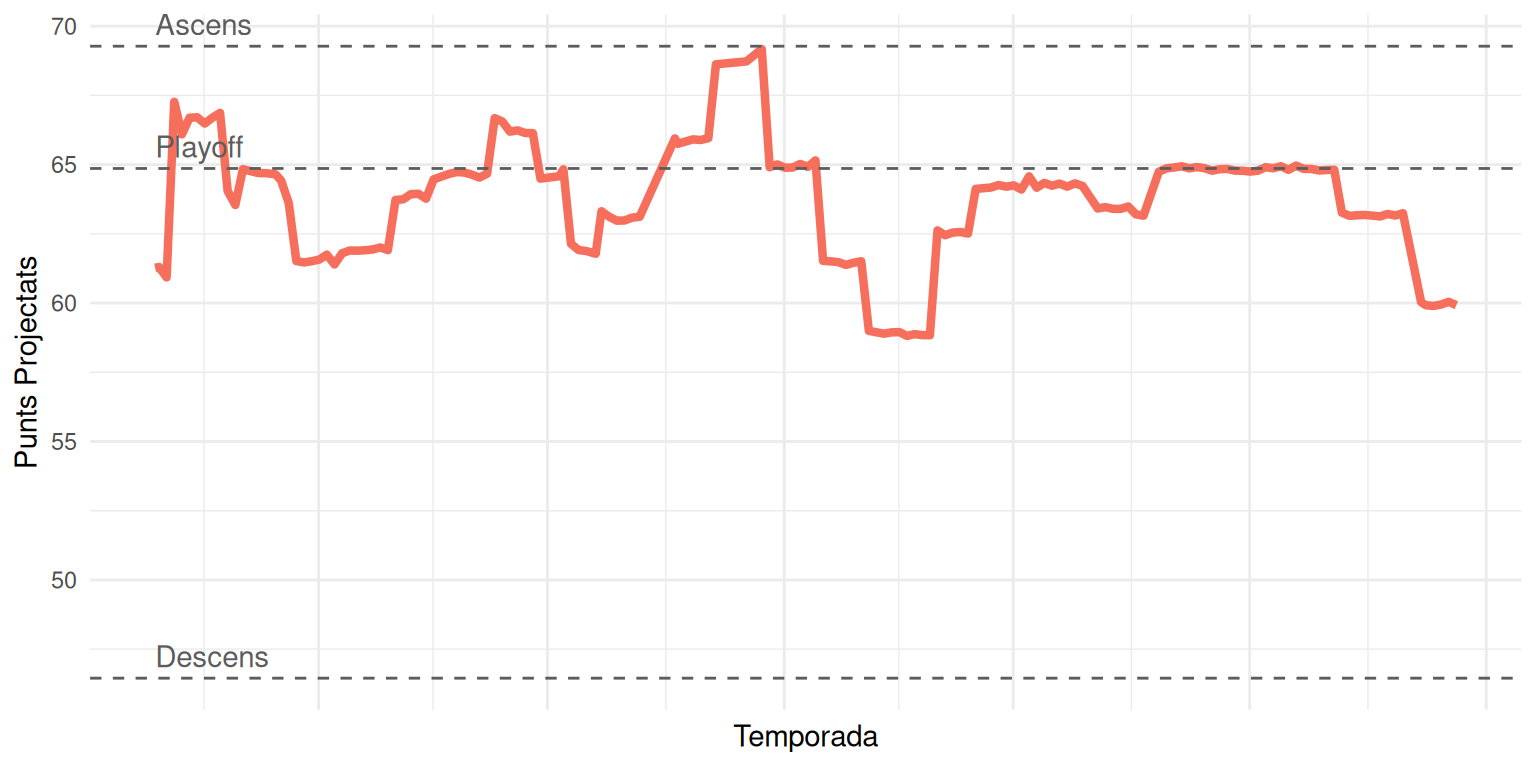 70
Ascens
Playoff
65
60
55
50
Descens
Punts Projectats
Temporada